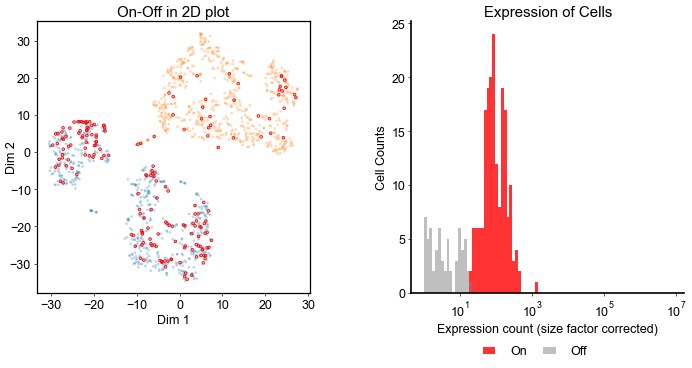 On-Off in 2D plot
Dim 2
30
20
10
0
−10
−20
−30
−30 −20 −10 0 10 20 30
Dim 1
Expression of Cells
Cell Counts
25
20
15
10
5
0
10^1 10^3 10^5 10^7
Expression count (size factor corrected)
On Off